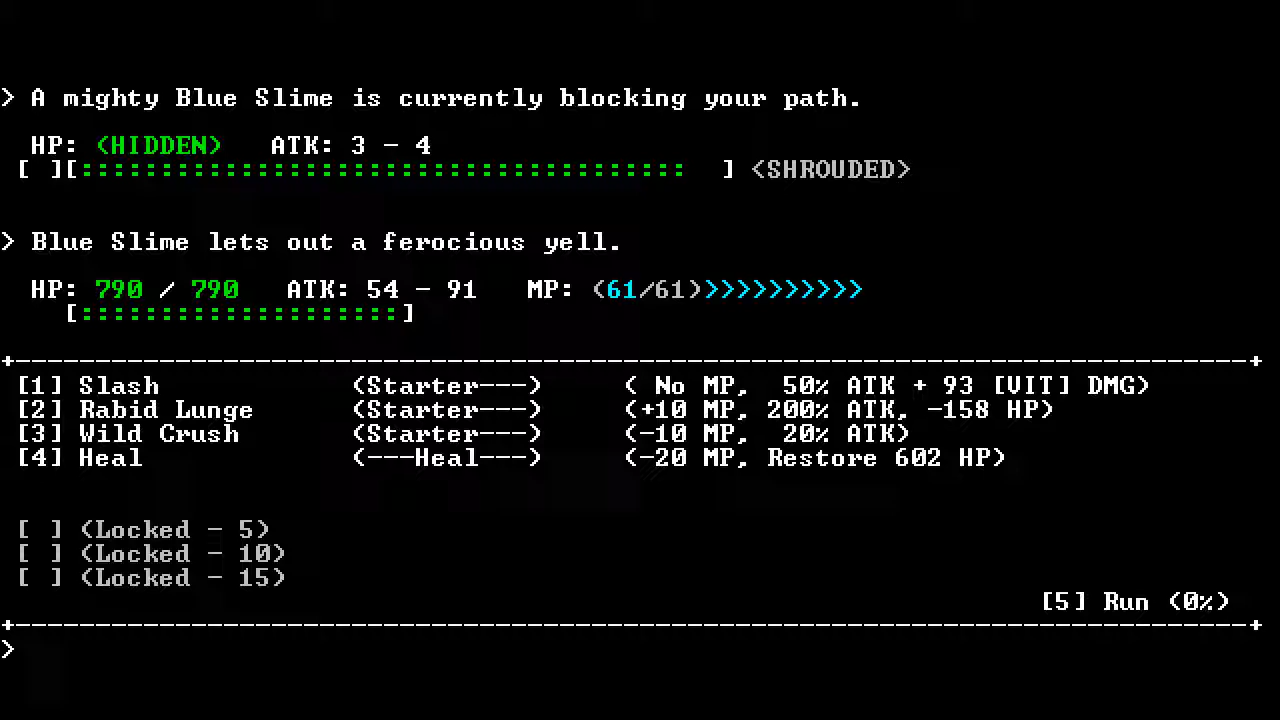 > A mighty Blue Slime is currently blocking your path.
HP: <HIDDEN> ATK: 3 - 4
[ ][::::::::::::::::::::::::::::::::::::::: ] <SHROUDED>
> Blue Slime lets out a ferocious yell.
HP: 790 / 790 ATK: 54 - 91 MP: (61/61)>>>>>>>>>>
[::::::::::::::::::::]
+------------------------------------------------------------------------------+
[1] Slash (Starter---) ( No MP, 50% ATK + 93 [VIT] DMG)
[2] Rabid Lunge (Starter---) (+10 MP, 200% ATK, -158 HP)
[3] Wild Crush (Starter---) (-10 MP, 20% ATK)
[4] Heal (---Heal---) (-20 MP, Restore 602 HP)
[ ] (Locked - 5)
[ ] (Locked - 10)
[ ] (Locked - 15)
[5] Run (0%)
+------------------------------------------------------------------------------+
>